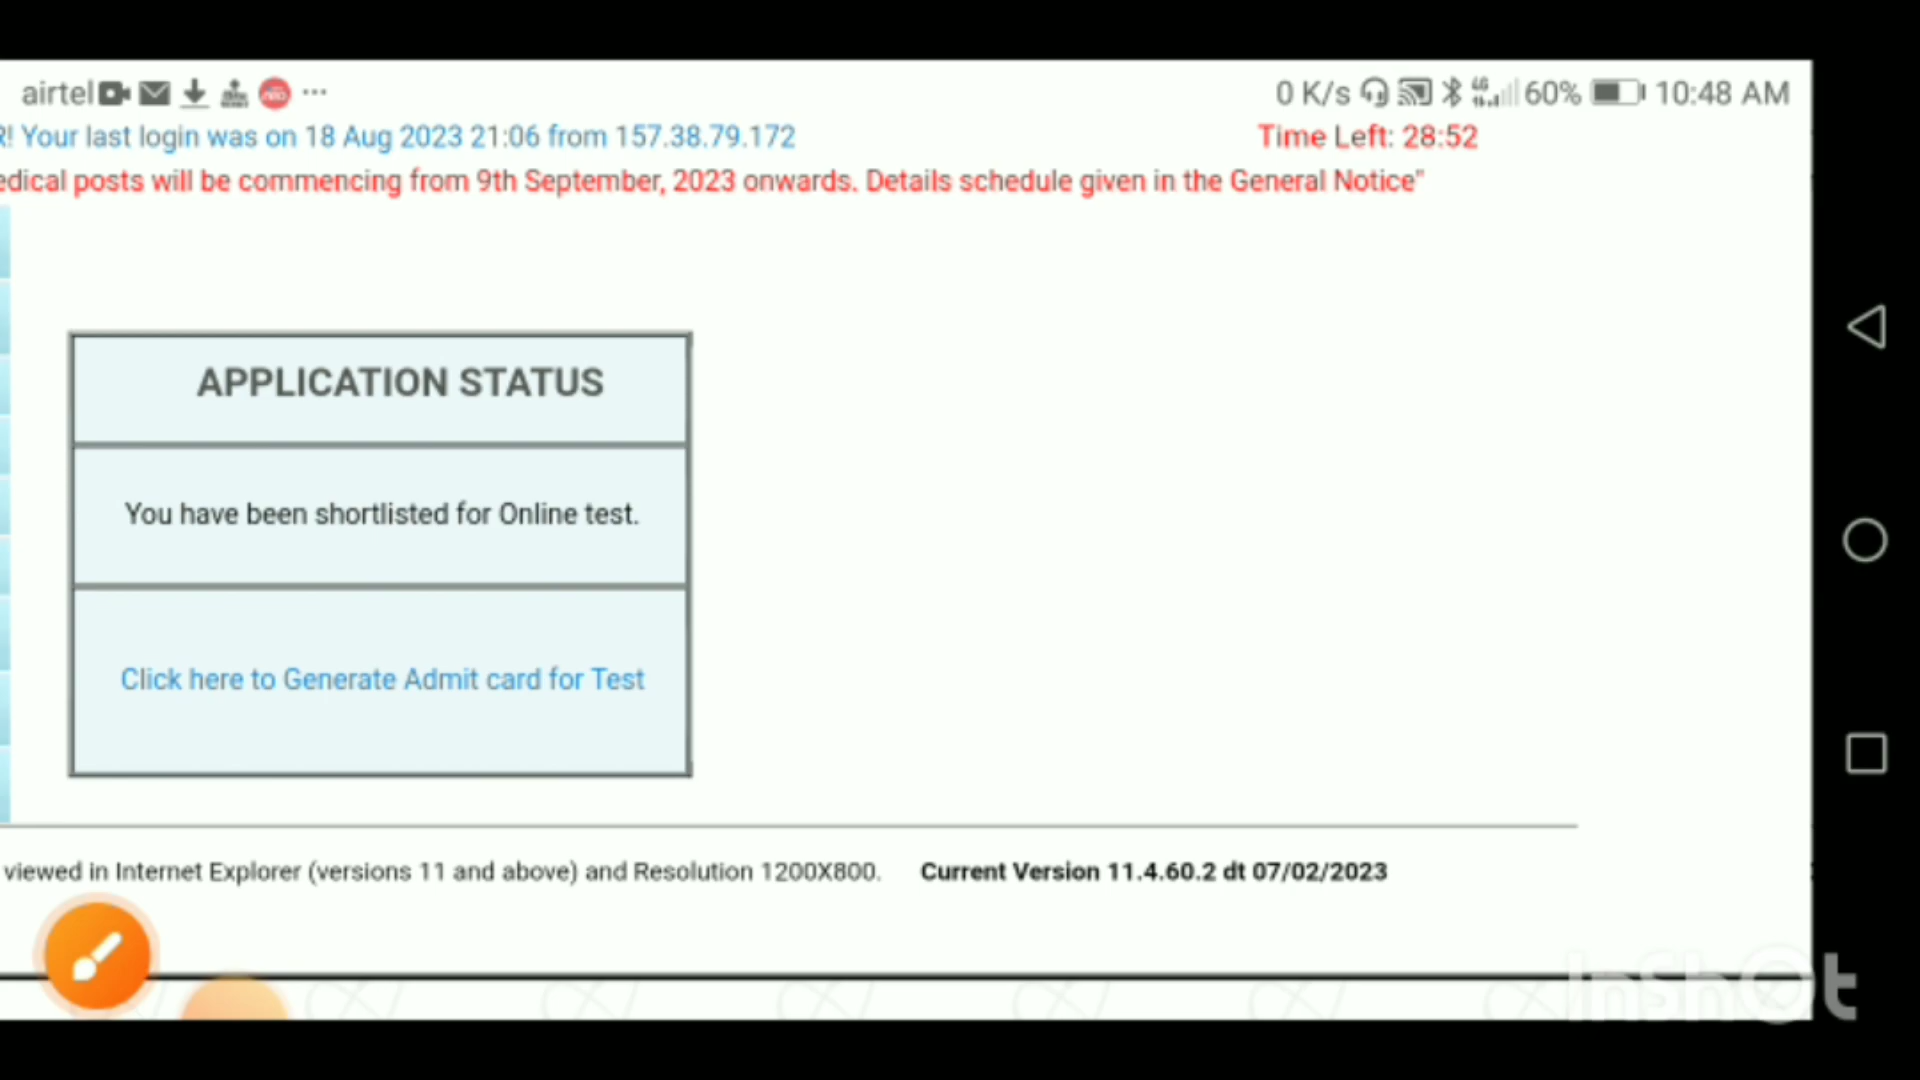 airtel ... 0 K/s 4G 60% 10:48 AM
! Your last login was on 18 Aug 2023 21:06 from 157.38.79.172 Time Left: 28:52
edical posts will be commencing from 9th September, 2023 onwards. Details schedule given in the General Notice"
APPLICATION STATUS
You have been shortlisted for Online test.
Click here to Generate Admit card for Test
viewed in Internet Explorer (versions 11 and above) and Resolution 1200X800. Current Version 11.4.60.2 dt 07/02/2023
InShOt